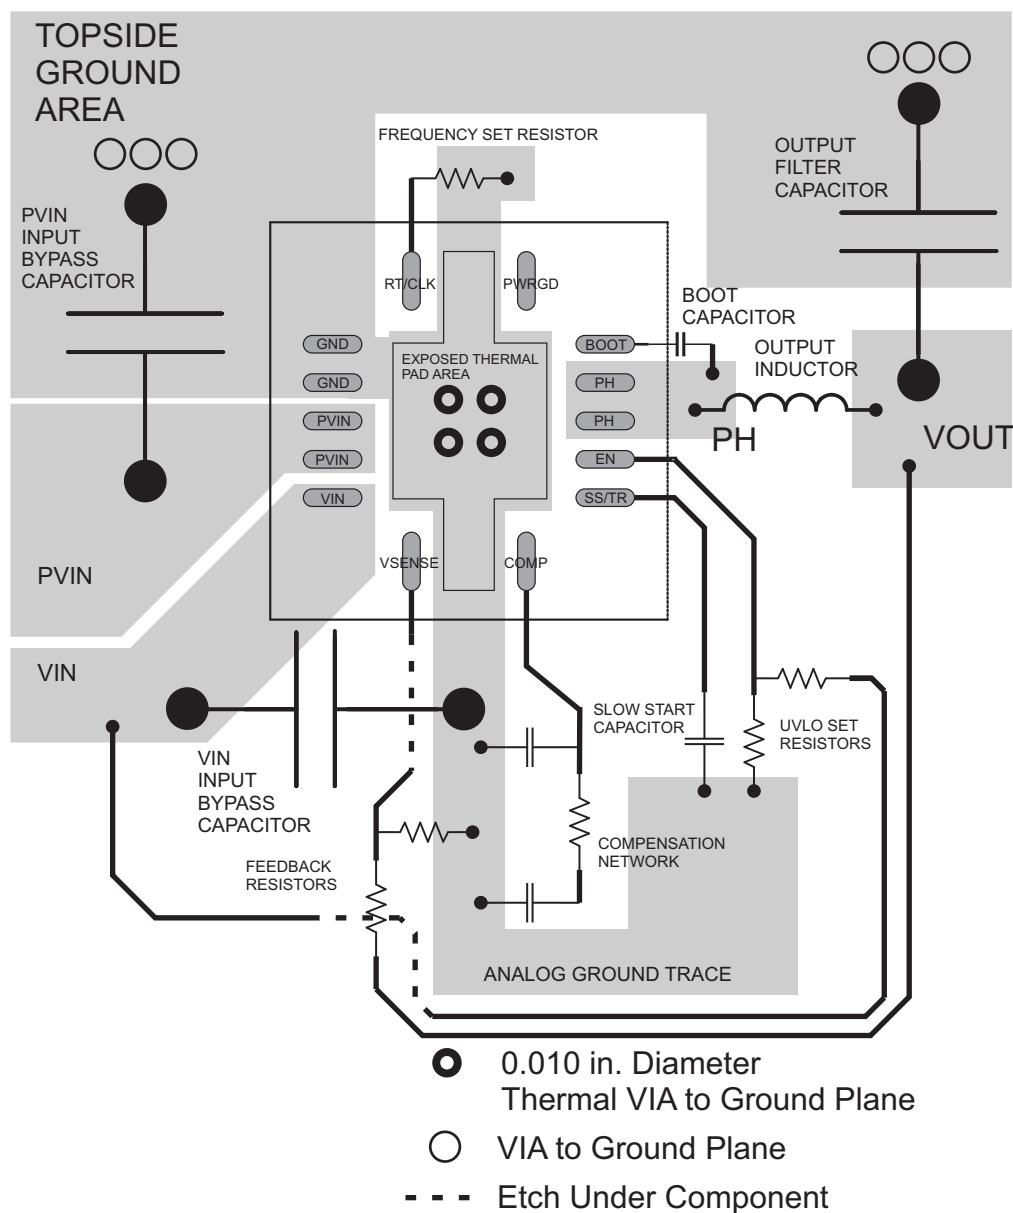 TOPSIDE
GROUND
AREA
FREQUENCY SET RESISTOR
OUTPUT
FILTER
CAPACITOR
PVIN
INPUT
BYPASS
CAPACITOR
RT/CLK
PWRGD
BOOT
CAPACITOR
GND
EXPOSED THERMAL
PAD AREA
BOOT
OUTPUT
INDUCTOR
GND
PH
PVIN
PH
PH
VOUT
PVIN
EN
VIN
SS/TR
VSENSE
COMP
PVIN
VIN
SLOW START
CAPACITOR
UVLO SET
RESISTORS
VIN
INPUT
BYPASS
CAPACITOR
COMPENSATION
NETWORK
FEEDBACK
RESISTORS
ANALOG GROUND TRACE
0.010 in. Diameter
Thermal VIA to Ground Plane
VIA to Ground Plane
Etch Under Component